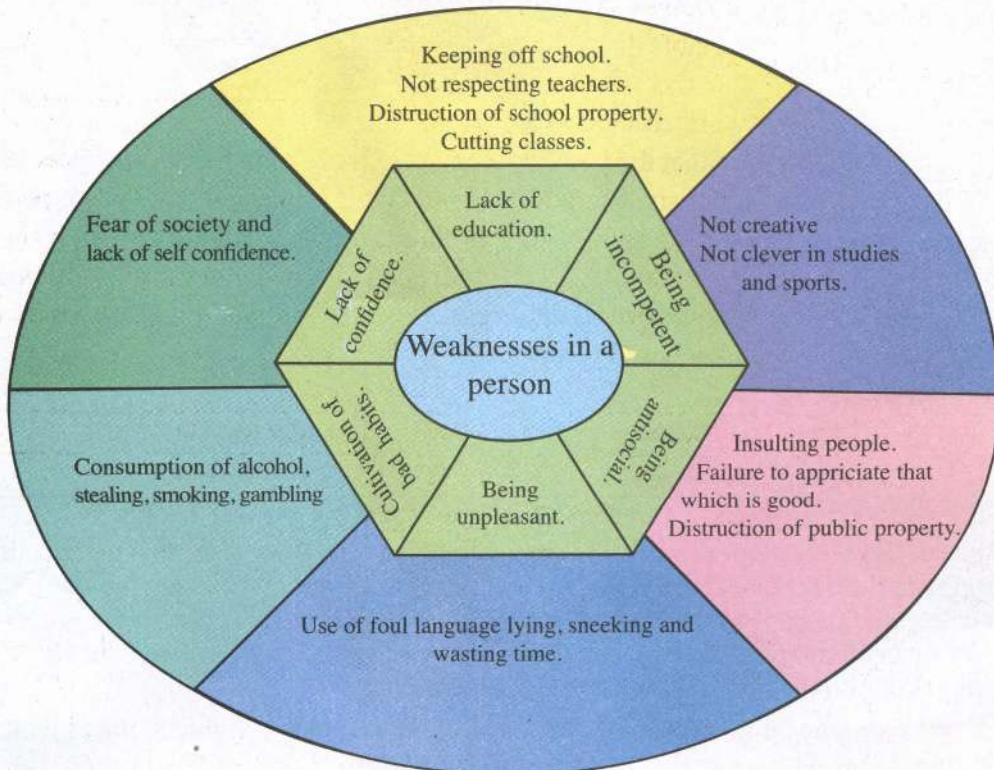 Keeping off school.
Not respecting teachers.
Distruction of school property.
Cutting classes.
Lack of
education.
Being
incompetent
Not creative
Not clever in studies
and sports.
Being
antisocial.
Insulting people.
Failure to appriciate that
which is good.
Distruction of public property.
Being
unpleasant.
Use of foul language lying, sneeking and
wasting time.
Cultivation of
bad habits.
Consumption of alcohol,
stealing, smoking, gambling
Lack of
confidence.
Fear of society and
lack of self confidence.
Weaknesses in a
person